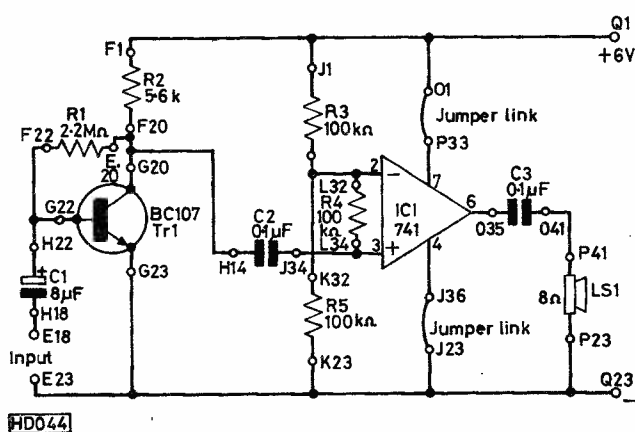 F1
R2
5·6 k
R1
2·2MΩ
F22
F20
E.
20
G20
G22
BC107
Tr1
H22
+
C1
8µF
G23
H18
E18
Input
E23
C2
0·1µF
H14
J34
J1
R3
100kΩ
L32
R4
100
kΩ
L34
K32
R5
100kΩ
K23
O1
Jumper link
P33
2
−
7
IC1
741
6
3
+
4
J36
Jumper link
J23
C3
0·1µF
O35
O41
P41
8Ω
LS1
P23
Q1
+6V
Q23
−
HD044